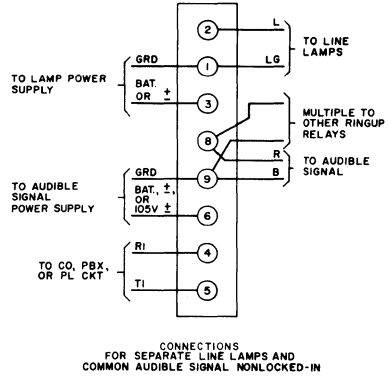 2
L
TO LINE
LAMPS
GRD
1
LG
TO LAMP POWER
SUPPLY
BAT.
OR ±
3
MULTIPLE TO
OTHER RINGUP
RELAYS
8
R
TO AUDIBLE
SIGNAL
GRD
9
B
TO AUDIBLE
SIGNAL
POWER SUPPLY
BAT., ±,
OR
105V ±
6
R1
4
TO CO, PBX,
OR PL CKT
T1
5
CONNECTIONS
FOR SEPARATE LINE LAMPS AND
COMMON AUDIBLE SIGNAL NONLOCKED-IN